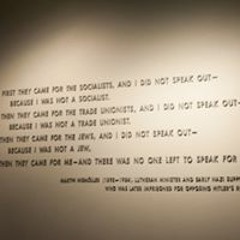 FIRST THEY CAME FOR THE SOCIALISTS, AND I DID NOT SPEAK OUT—
BECAUSE I WAS NOT A SOCIALIST.
THEN THEY CAME FOR THE TRADE UNIONISTS, AND I DID NOT SPEAK OUT—
BECAUSE I WAS NOT A TRADE UNIONIST.
THEN THEY CAME FOR THE JEWS, AND I DID NOT SPEAK OUT—
BECAUSE I WAS NOT A JEW.
THEN THEY CAME FOR ME—AND THERE WAS NO ONE LEFT TO SPEAK FOR
MARTIN NIEMÖLLER (1892–1984), LUTHERAN MINISTER AND EARLY NAZI
WHO WAS LATER IMPRISONED FOR OPPOSING HITLER'S